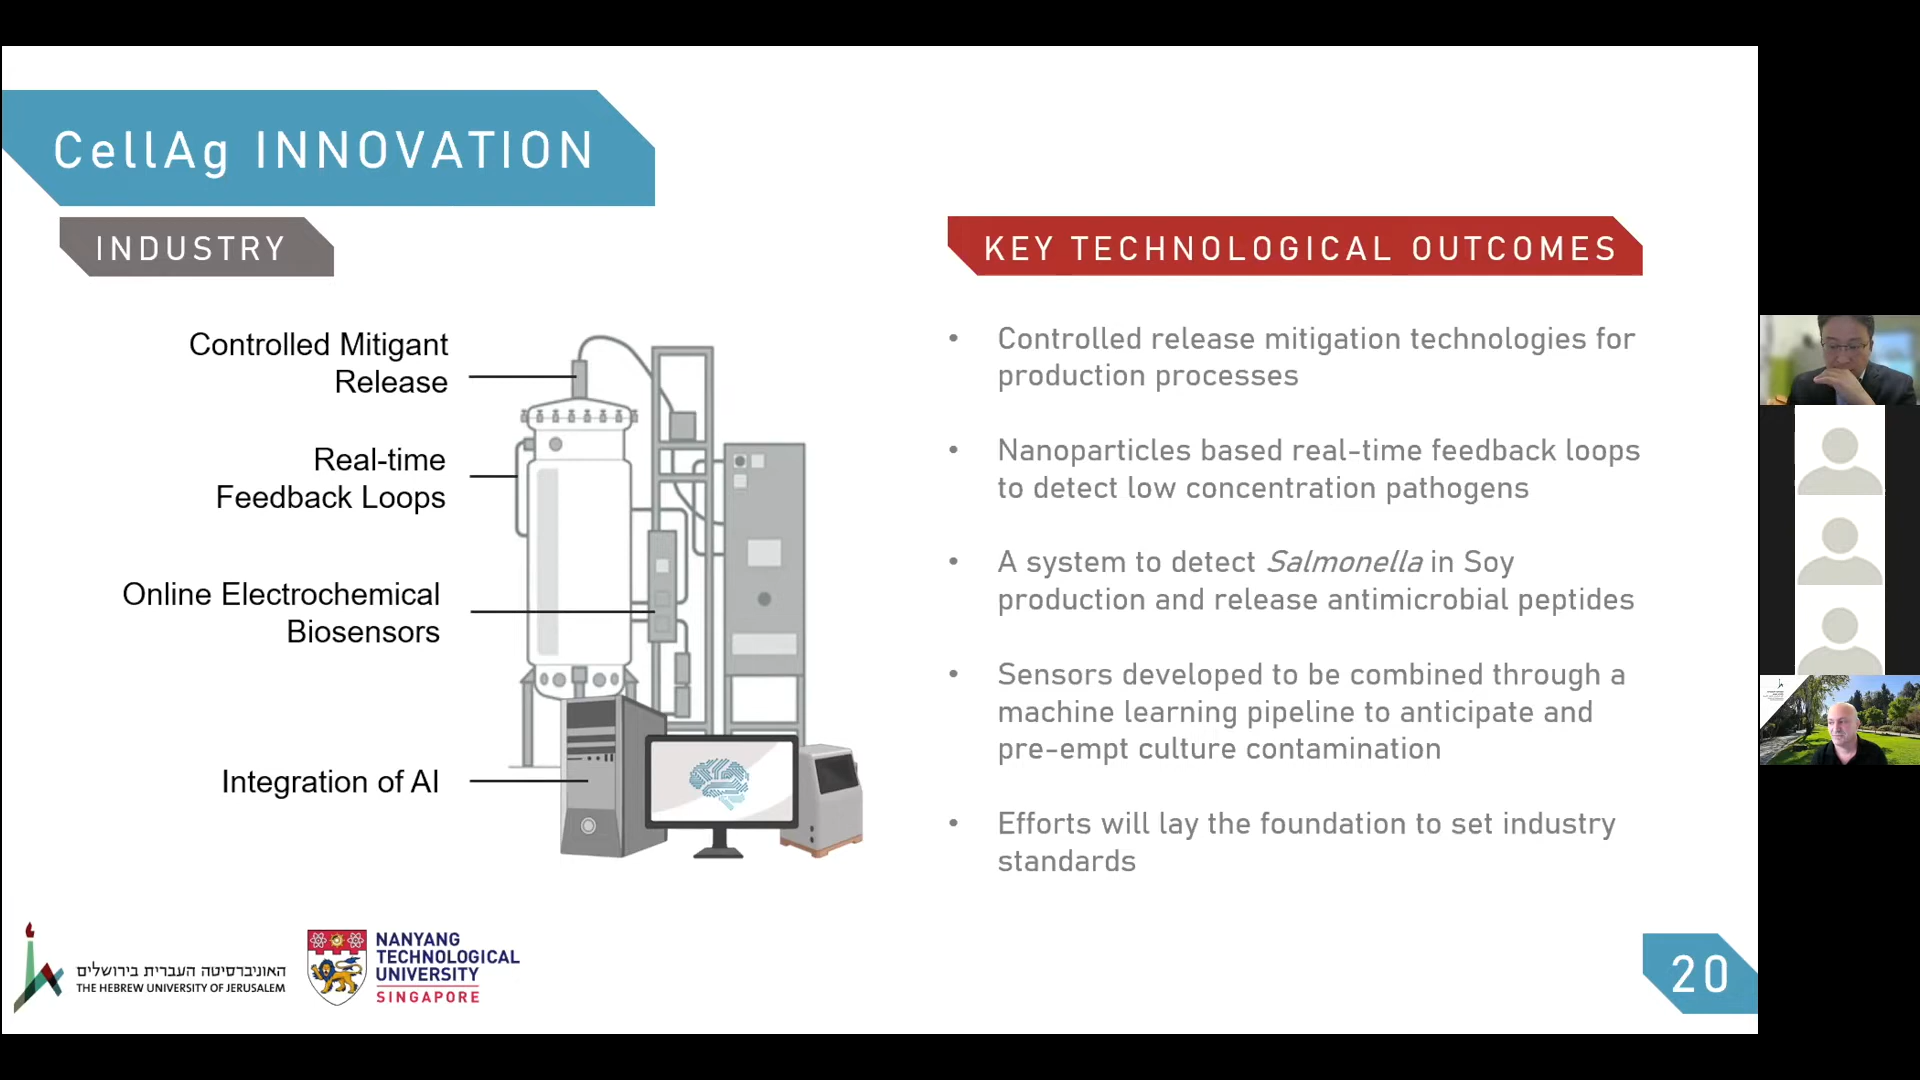 CellAg INNOVATION
INDUSTRY
Controlled Mitigant
Release
Real-time
Feedback Loops
Online Electrochemical
Biosensors
Integration of AI
KEY TECHNOLOGICAL OUTCOMES
• Controlled release mitigation technologies for
production processes
• Nanoparticles based real-time feedback loops
to detect low concentration pathogens
• A system to detect Salmonella in Soy
production and release antimicrobial peptides
• Sensors developed to be combined through a
machine learning pipeline to anticipate and
pre-empt culture contamination
• Efforts will lay the foundation to set industry
standards
האוניברסיטה העברית בירושלים
THE HEBREW UNIVERSITY OF JERUSALEM
NANYANG
TECHNOLOGICAL
UNIVERSITY
SINGAPORE
20